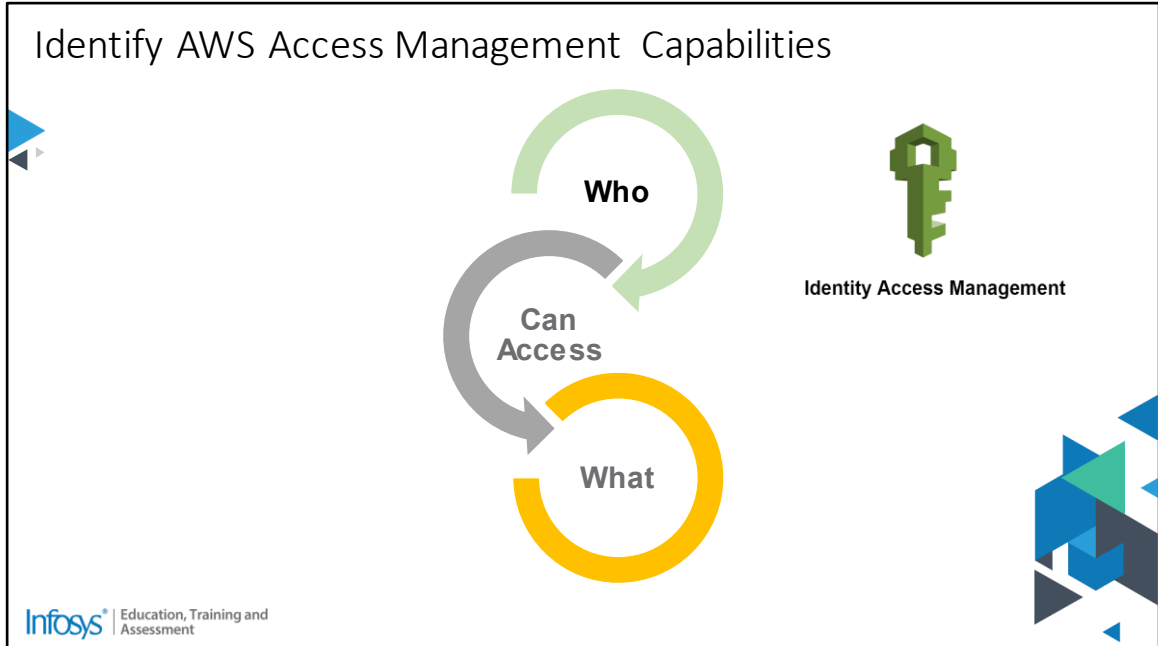 Identify AWS Access Management Capabilities
Who
Identity Access Management
Can
Access
What
Infosys® | Education, Training and
Assessment